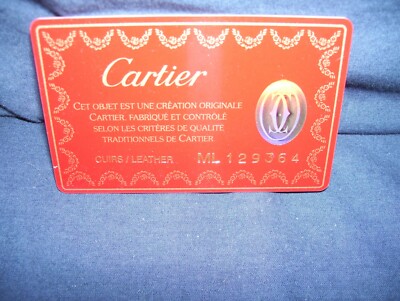 Cartier
CET OBJET EST UNE CRÉATION ORIGINALE
CARTIER, FABRIQUÉ ET CONTRÔLÉ
SELON LES CRITÈRES DE QUALITÉ
TRADITIONNELS DE CARTIER
CUIRS / LEATHER ML 129364